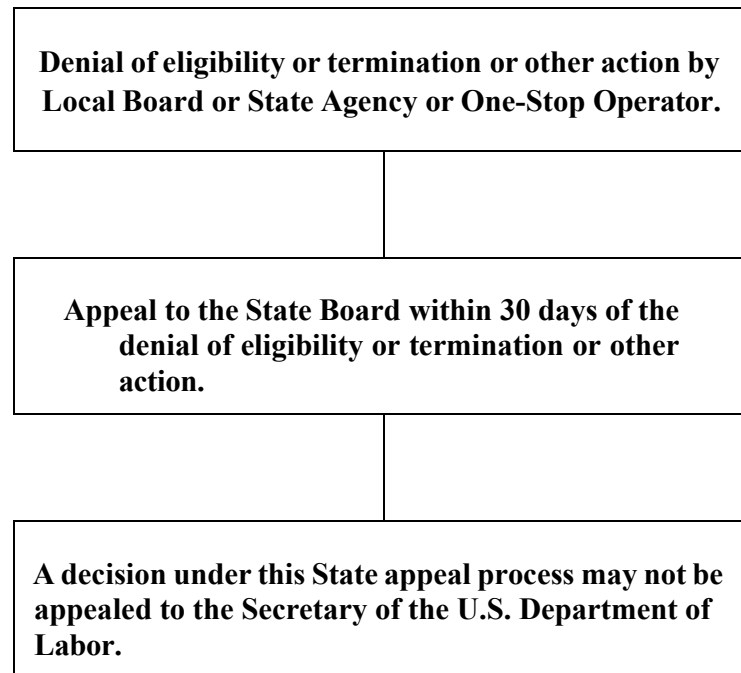 Denial of eligibility or termination or other action by
Local Board or State Agency or One-Stop Operator.
Appeal to the State Board within 30 days of the
denial of eligibility or termination or other
action.
A decision under this State appeal process may not be
appealed to the Secretary of the U.S. Department of
Labor.